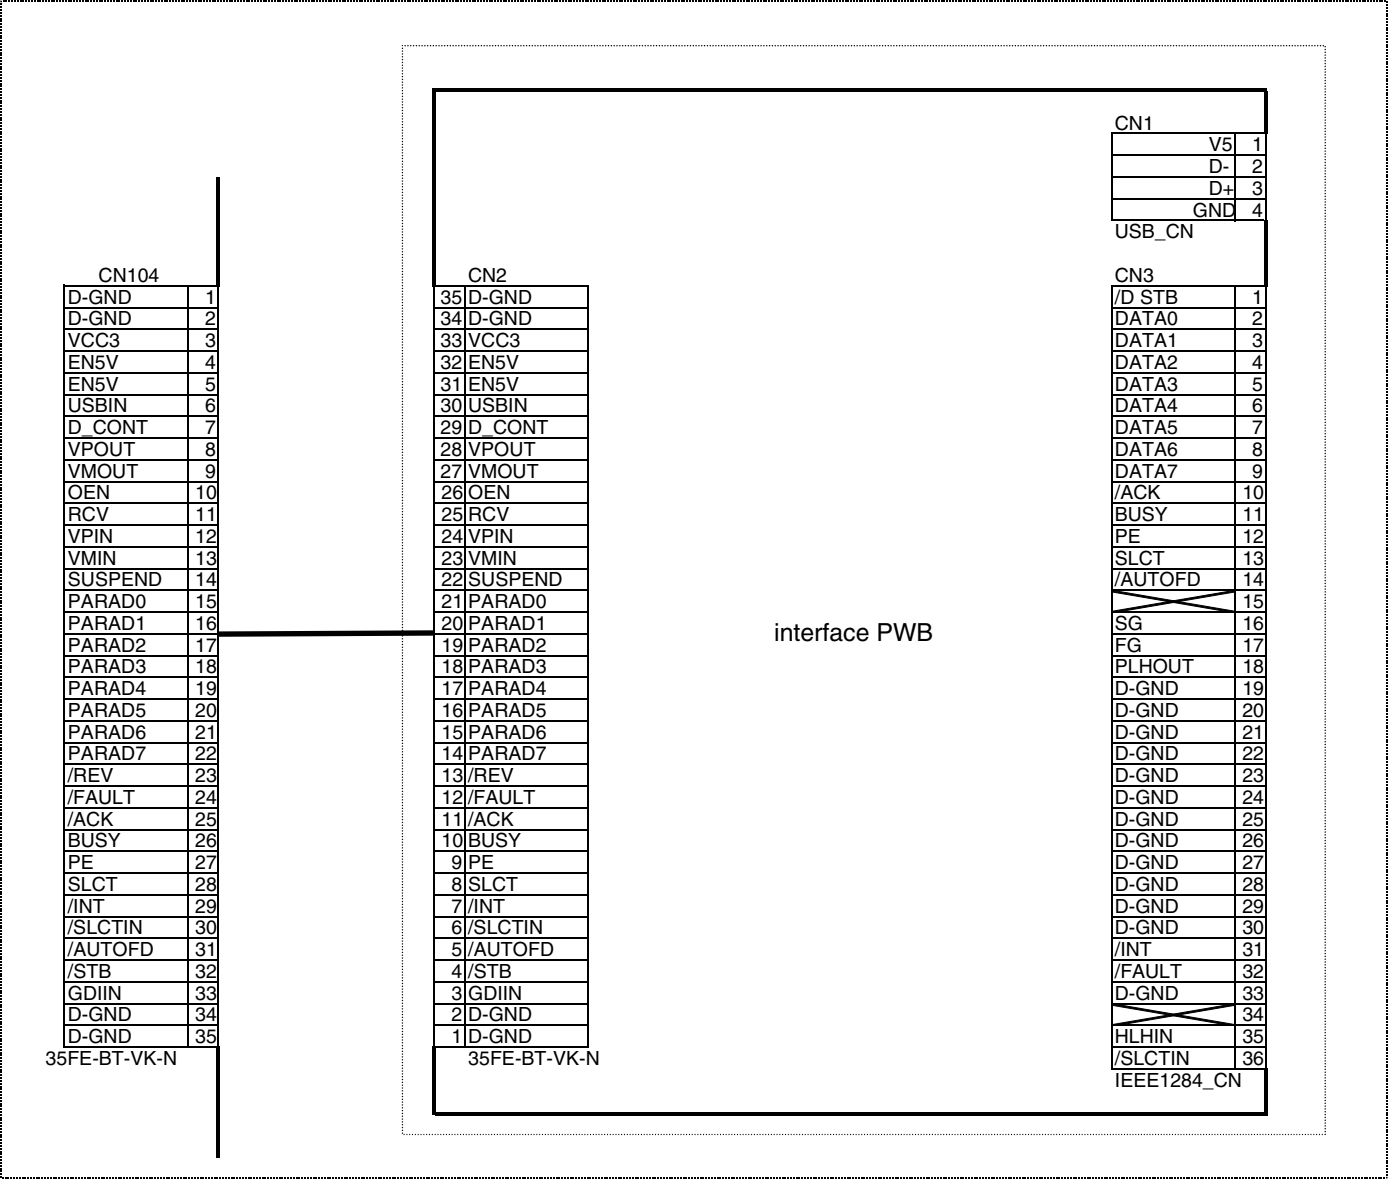 CN1
V5 1
D- 2
D+ 3
GND 4
USB_CN
CN104
D-GND 1
D-GND 2
VCC3 3
EN5V 4
EN5V 5
USBIN 6
D_CONT 7
VPOUT 8
VMOUT 9
OEN 10
RCV 11
VPIN 12
VMIN 13
SUSPEND 14
PARAD0 15
PARAD1 16
PARAD2 17
PARAD3 18
PARAD4 19
PARAD5 20
PARAD6 21
PARAD7 22
/REV 23
/FAULT 24
/ACK 25
BUSY 26
PE 27
SLCT 28
/INT 29
/SLCTIN 30
/AUTOFD 31
/STB 32
GDIIN 33
D-GND 34
D-GND 35
35FE-BT-VK-N
CN2
35 D-GND
34 D-GND
33 VCC3
32 EN5V
31 EN5V
30 USBIN
29 D_CONT
28 VPOUT
27 VMOUT
26 OEN
25 RCV
24 VPIN
23 VMIN
22 SUSPEND
21 PARAD0
20 PARAD1
19 PARAD2
18 PARAD3
17 PARAD4
16 PARAD5
15 PARAD6
14 PARAD7
13 /REV
12 /FAULT
11 /ACK
10 BUSY
9 PE
8 SLCT
7 /INT
6 /SLCTIN
5 /AUTOFD
4 /STB
3 GDIIN
2 D-GND
1 D-GND
35FE-BT-VK-N
interface PWB
CN3
/D STB 1
DATA0 2
DATA1 3
DATA2 4
DATA3 5
DATA4 6
DATA5 7
DATA6 8
DATA7 9
/ACK 10
BUSY 11
PE 12
SLCT 13
/AUTOFD 14
15
SG 16
FG 17
PLHOUT 18
D-GND 19
D-GND 20
D-GND 21
D-GND 22
D-GND 23
D-GND 24
D-GND 25
D-GND 26
D-GND 27
D-GND 28
D-GND 29
D-GND 30
/INT 31
/FAULT 32
D-GND 33
34
HLHIN 35
/SLCTIN 36
IEEE1284_CN